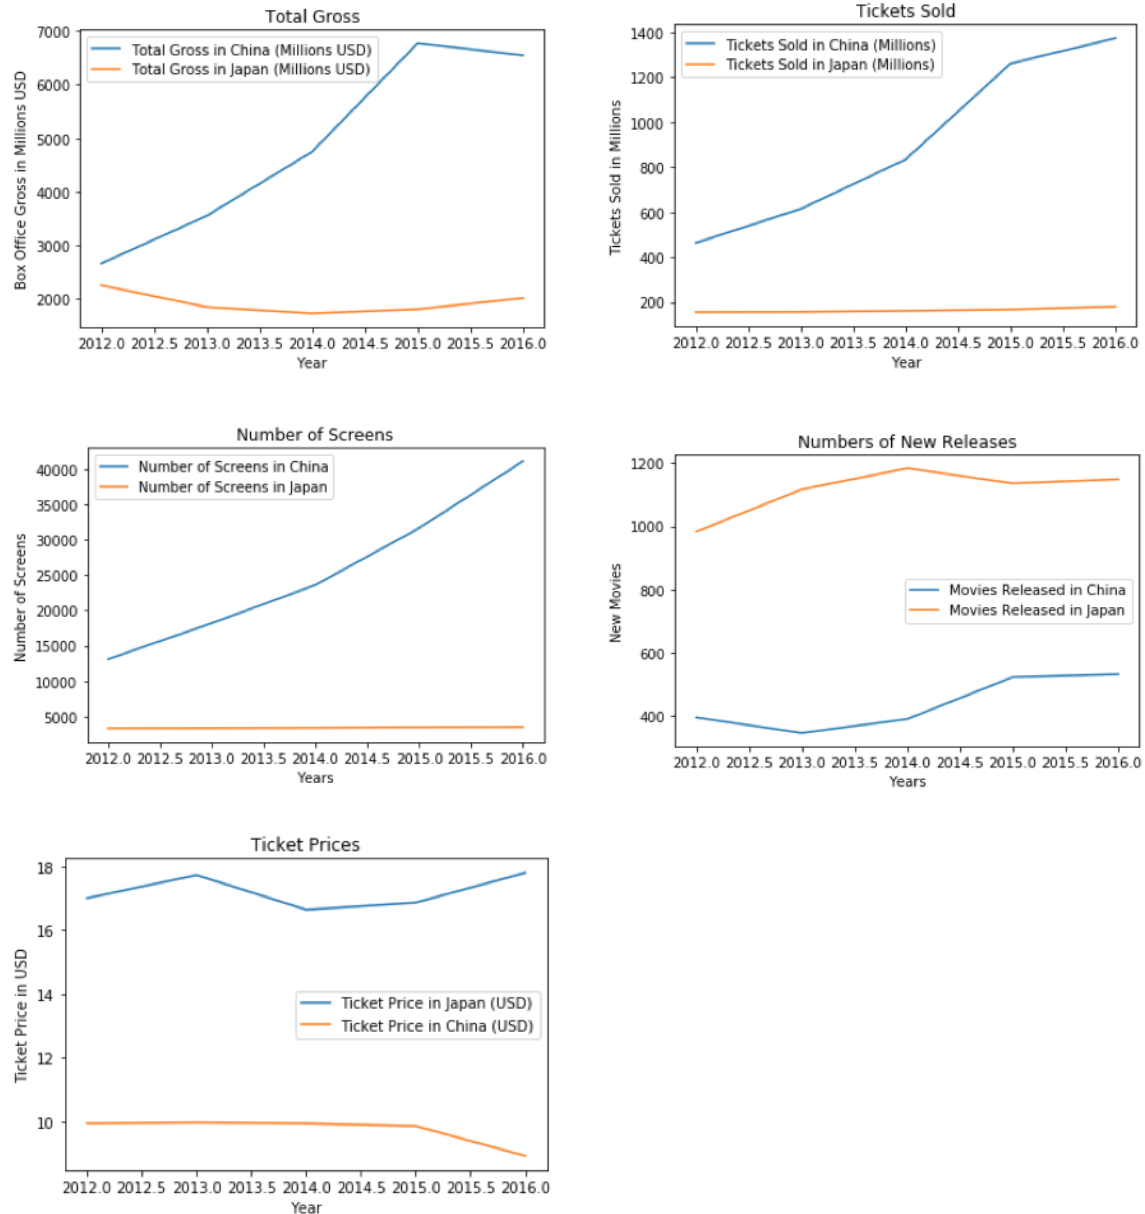 Total Gross
Box Office Gross in Millions USD
7000
6000
5000
4000
3000
2000
Total Gross in China (Millions USD)
Total Gross in Japan (Millions USD)
2012.0 2012.5 2013.0 2013.5 2014.0 2014.5 2015.0 2015.5 2016.0
Year
Tickets Sold
Tickets Sold in Millions
1400
1200
1000
800
600
400
200
Tickets Sold in China (Millions)
Tickets Sold in Japan (Millions)
2012.0 2012.5 2013.0 2013.5 2014.0 2014.5 2015.0 2015.5 2016.0
Year
Number of Screens
Number of Screens
40000
35000
30000
25000
20000
15000
10000
5000
Number of Screens in China
Number of Screens in Japan
2012.0 2012.5 2013.0 2013.5 2014.0 2014.5 2015.0 2015.5 2016.0
Years
Numbers of New Releases
New Movies
1200
1000
800
600
400
Movies Released in China
Movies Released in Japan
2012.0 2012.5 2013.0 2013.5 2014.0 2014.5 2015.0 2015.5 2016.0
Years
Ticket Prices
Ticket Price in USD
18
16
14
12
10
Ticket Price in Japan (USD)
Ticket Price in China (USD)
2012.0 2012.5 2013.0 2013.5 2014.0 2014.5 2015.0 2015.5 2016.0
Year